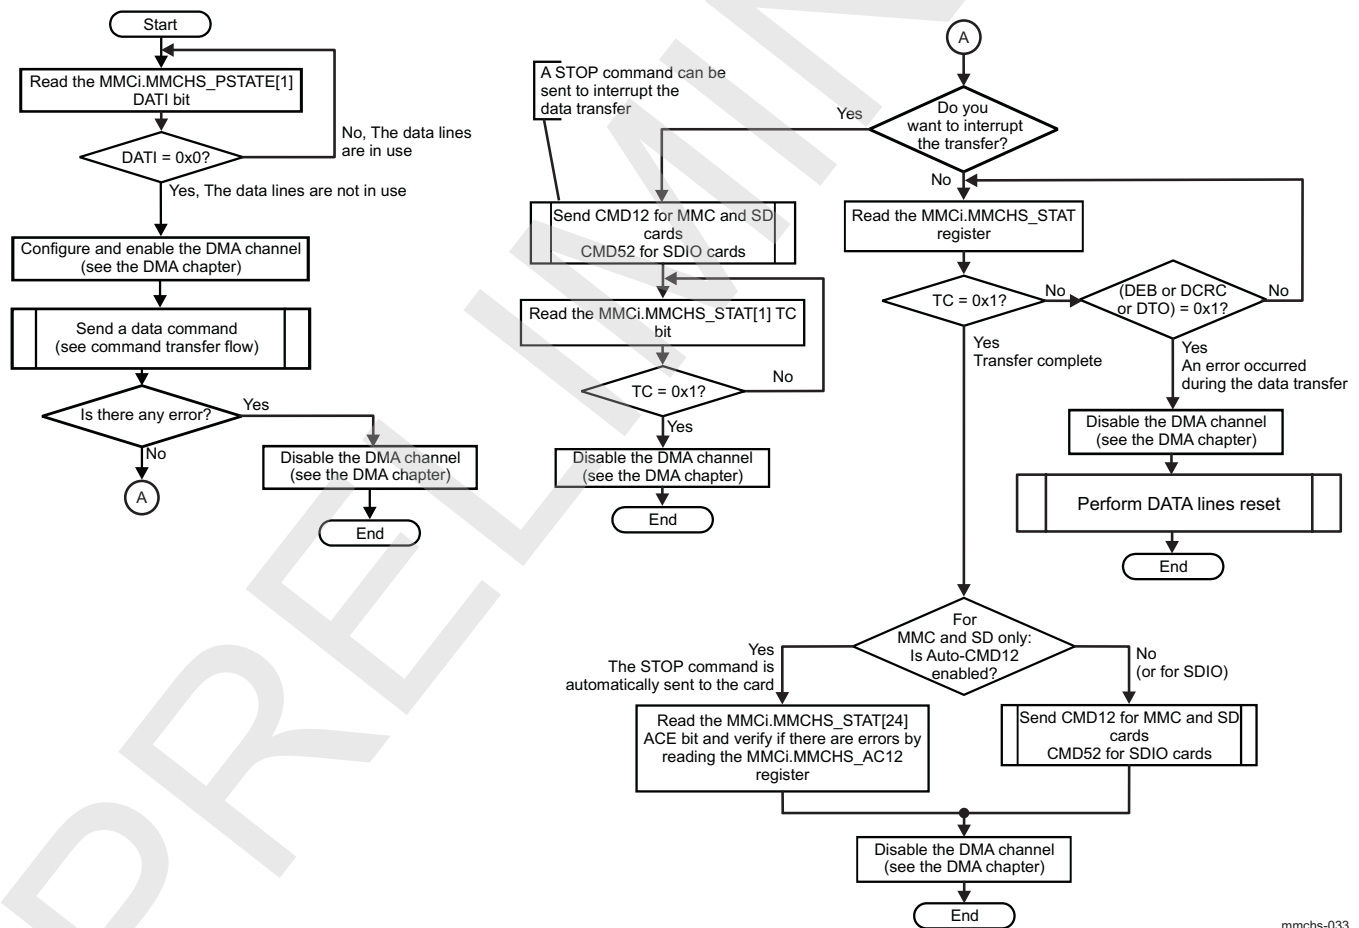 Start
Read the MMCi.MMCHS_PSTATE[1]
DATI bit
DATI = 0x0?
No, The data lines
are in use
Yes, The data lines are not in use
Configure and enable the DMA channel
(see the DMA chapter)
Send a data command
(see command transfer flow)
Is there any error?
Yes
No
A
Disable the DMA channel
(see the DMA chapter)
End
A STOP command can be
sent to interrupt the
data transfer
A
Do you
want to interrupt
the transfer?
Yes
No
Send CMD12 for MMC and SD
cards
CMD52 for SDIO cards
Read the MMCi.MMCHS_STAT[1] TC
bit
TC = 0x1?
No
Yes
Disable the DMA channel
(see the DMA chapter)
End
Read the MMCi.MMCHS_STAT
register
TC = 0x1?
No
(DEB or DCRC
or DTO) = 0x1?
No
Yes
Transfer complete
Yes
An error occurred
during the data transfer
Disable the DMA channel
(see the DMA chapter)
Perform DATA lines reset
End
For
MMC and SD only:
Is Auto-CMD12
enabled?
Yes
The STOP command is
automatically sent to the card
No
(or for SDIO)
Read the MMCi.MMCHS_STAT[24]
ACE bit and verify if there are errors by
reading the MMCi.MMCHS_AC12
register
Send CMD12 for MMC and SD
cards
CMD52 for SDIO cards
Disable the DMA channel
(see the DMA chapter)
End
mmchs-033
PRELIMIN